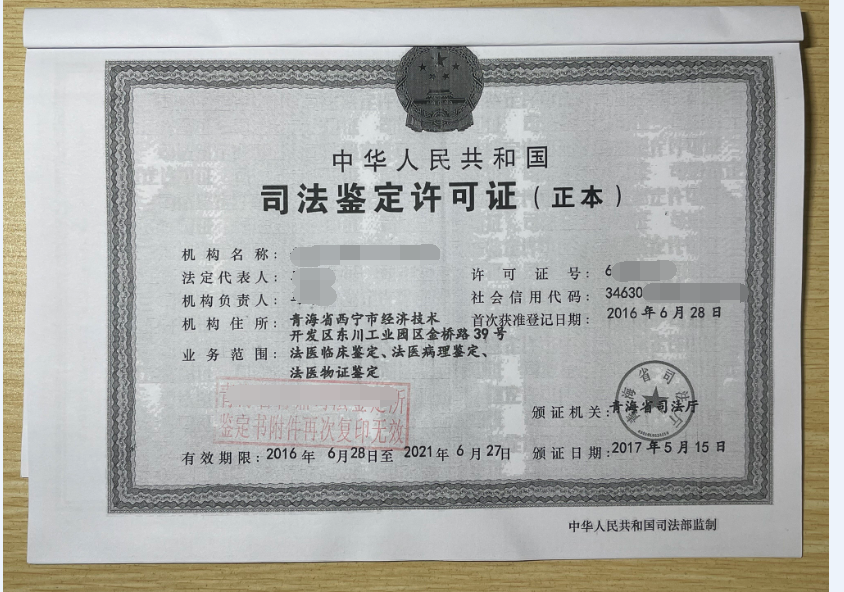 中华人民共和国
司法鉴定许可证（正本）
机构名称：
法定代表人：
许可证号：6
机构负责人：
社会信用代码：34630
机构住所：青海省西宁市经济技术
开发区东川工业园区金桥路39号
首次获准登记日期：2016年6月28日
业务范围：法医临床鉴定、法医病理鉴定、
法医物证鉴定
司法鉴定所
鉴定书附件再次复印无效
颁证机关：青海省司法厅
有效期限：2016年 6月28日至 2021年 6月 27日
颁证日期：2017年5月15日
中华人民共和国司法部监制